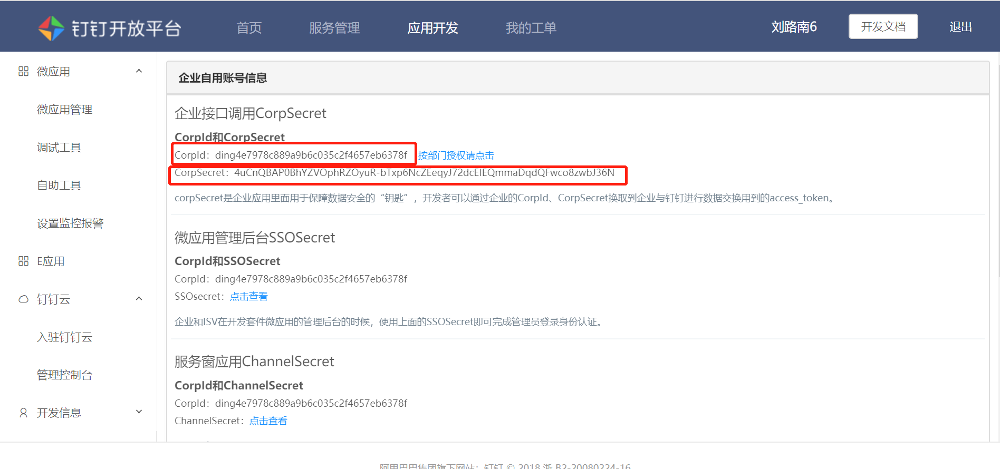 钉钉开放平台 首页 服务管理 应用开发 我的工单 刘路南6 开发文档 退出
微应用
微应用管理
调试工具
自助工具
设置监控报警
E应用
钉钉云
入驻钉钉云
管理控制台
开发信息
企业自用账号信息
企业接口调用CorpSecret
CorpId和CorpSecret
CorpId：ding4e7978c889a9b6c035c2f4657eb6378f 按部门授权请点击
CorpSecret：4uCnQBAP0BhYZVOphRZOyuR-bTxp6NcZEeqyJ72dcElEQmmaDqdQFwco8zwbJ36N
corpSecret是企业应用里面用于保障数据安全的“钥匙”，开发者可以通过企业的CorpId、CorpSecret换取到企业与钉钉进行数据交换用到的access_token。
微应用管理后台SSOSecret
CorpId和SSOSecret
CorpId：ding4e7978c889a9b6c035c2f4657eb6378f
SSOsecret：点击查看
企业和ISV在开发套件微应用的管理后台的时候，使用上面的SSOSecret即可完成管理员登录身份认证。
服务窗应用ChannelSecret
CorpId和ChannelSecret
CorpId：ding4e7978c889a9b6c035c2f4657eb6378f
ChannelSecret：点击查看
阿里巴巴集团旗下网站：钉钉 © 2018 浙 B2-20080224-16